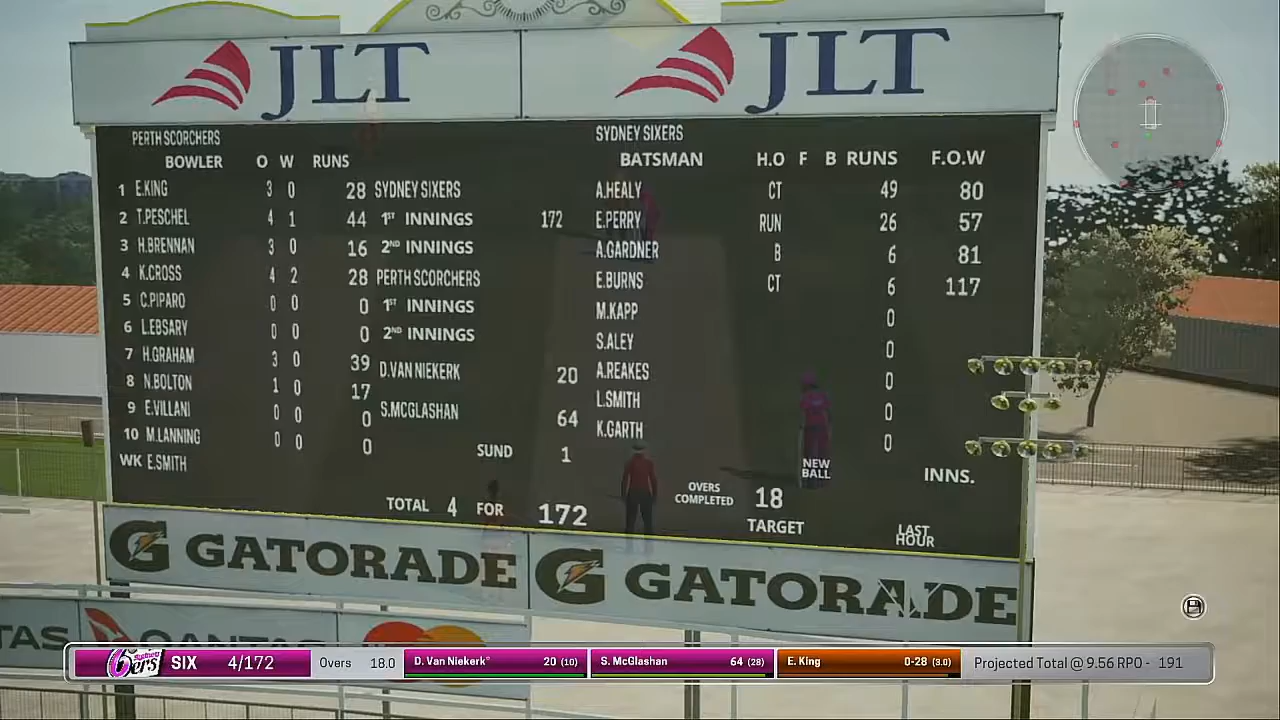 JLT JLT
PERTH SCORCHERS SYDNEY SIXERS
BOWLER O W RUNS BATSMAN H.O F B RUNS F.O.W
1 E.KING 3 0 28 SYDNEY SIXERS A.HEALY CT 49 80
2 T.PESCHEL 4 1 44 1ST INNINGS 172 E.PERRY RUN 26 57
3 H.BRENNAN 3 0 16 2ND INNINGS A.GARDNER B 6 81
4 K.CROSS 4 2 28 PERTH SCORCHERS E.BURNS CT 6 117
5 C.PIPARO 0 0 0 1ST INNINGS M.KAPP 0
6 L.EBSARY 0 0 0 2ND INNINGS S.ALEY 0
7 H.GRAHAM 3 0 39 D.VAN NIEKERK 20 A.REAKES 0
8 N.BOLTON 1 0 17 L.SMITH 0
9 E.VILLANI 0 0 0 S.MCGLASHAN 64 K.GARTH 0
10 M.LANNING 0 0 0
WK E.SMITH SUND 1 NEW BALL INNS.
TOTAL 4 FOR 172 OVERS COMPLETED 18
TARGET LAST HOUR
G GATORADE G GATORADE
TAS QANTAS
Sydney 6ers SIX 4/172 Overs 18.0 D. Van Niekerk* 20 (10) S. McGlashan 64 (28) E. King 0-28 (3.0) Projected Total @ 9.56 RPO - 191